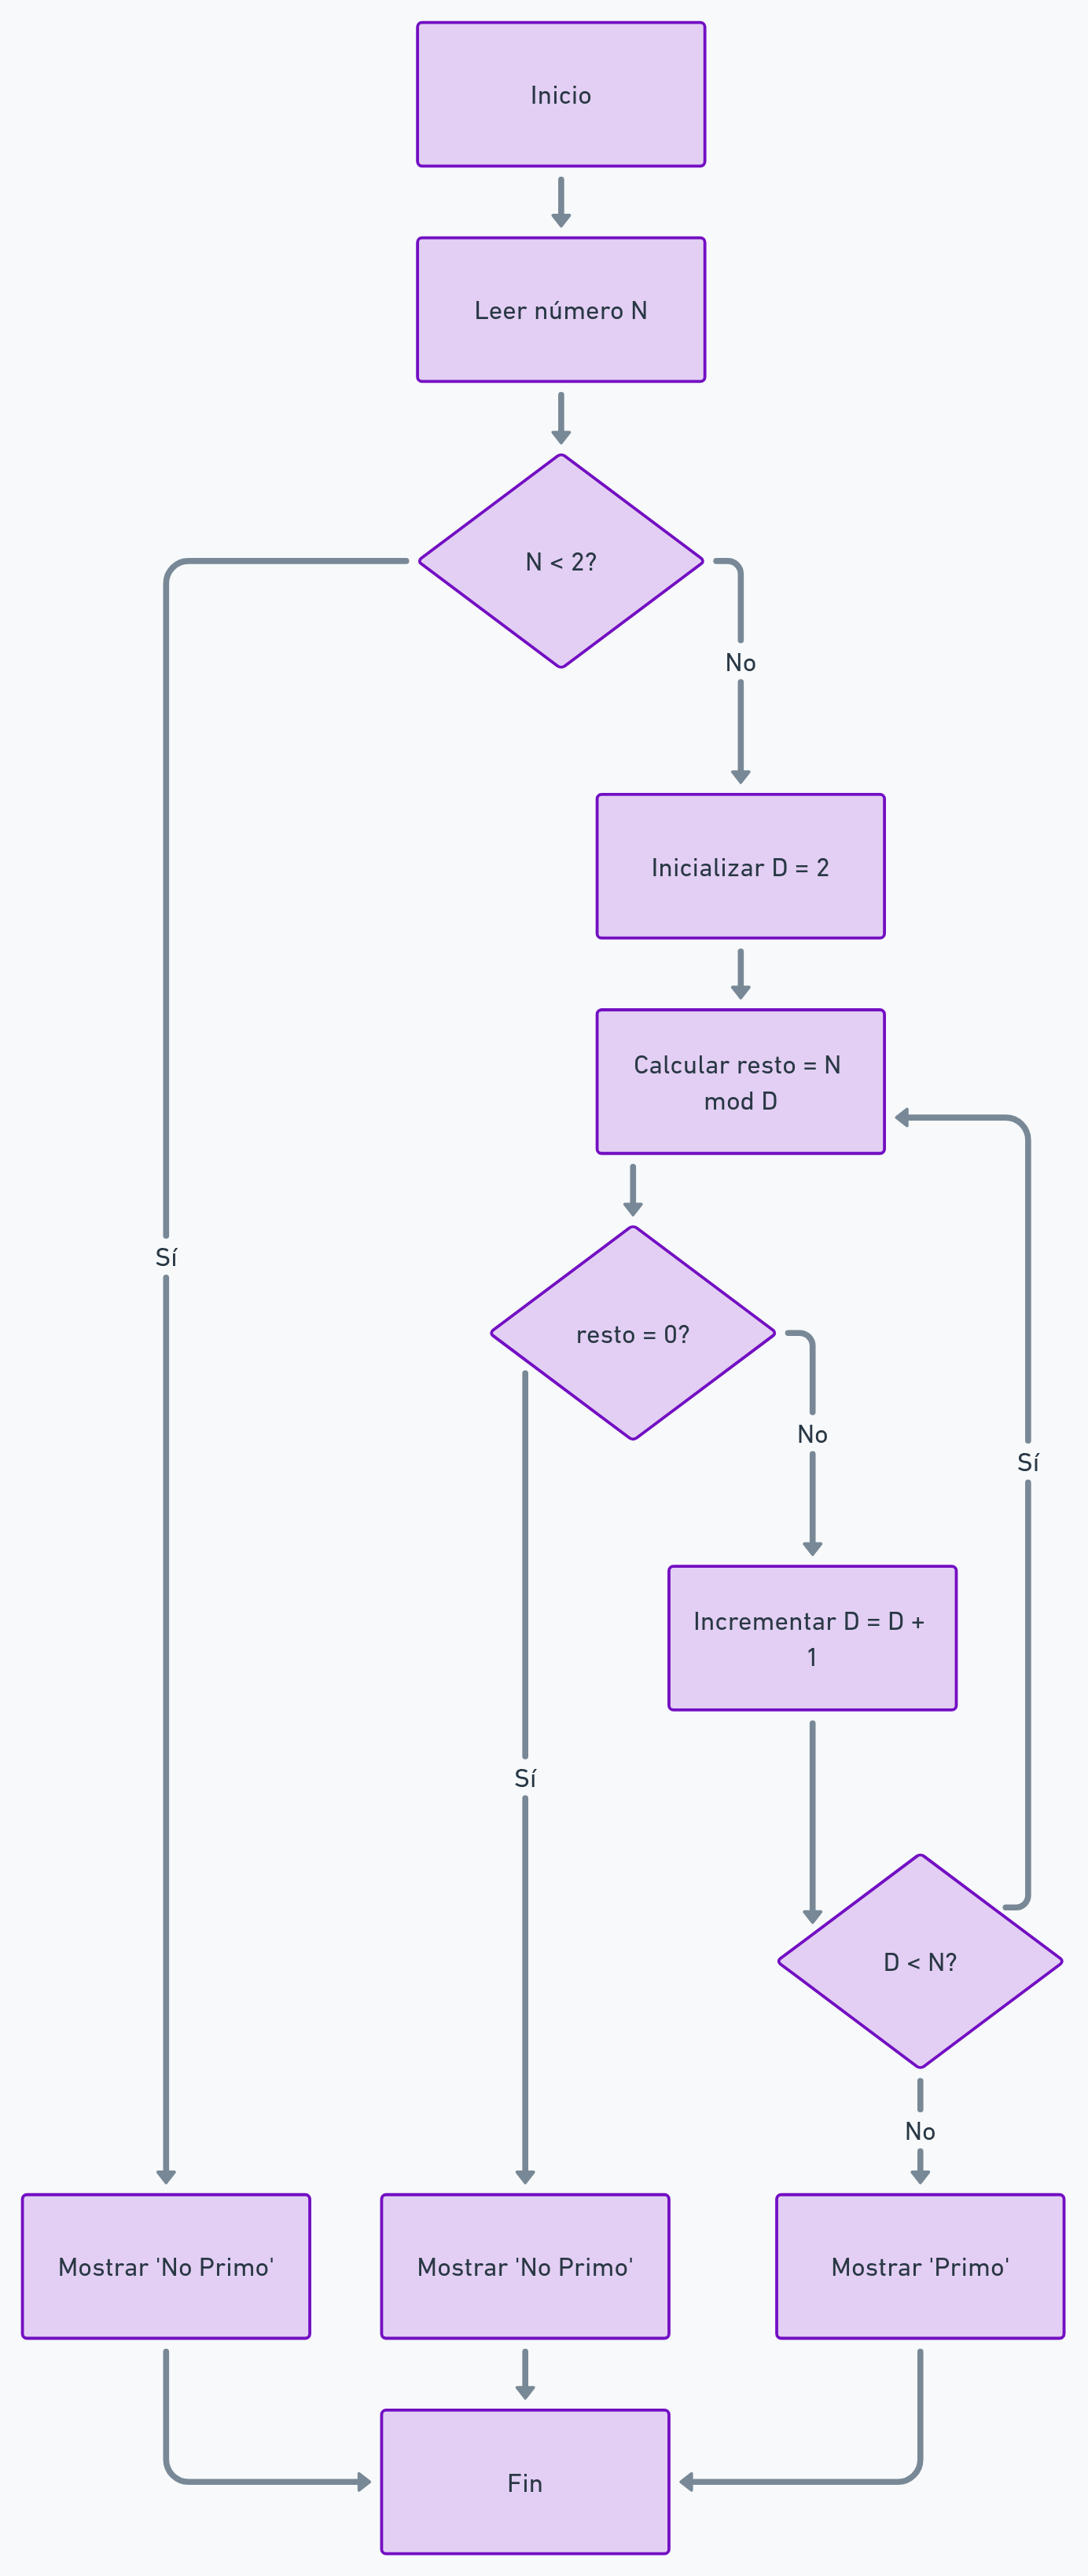 Inicio
Leer número N
N < 2?
No
Inicializar D = 2
Calcular resto = N
mod D
Sí
resto = 0?
No
Sí
Incrementar D = D +
1
Sí
D < N?
No
Mostrar 'No Primo'
Mostrar 'No Primo'
Mostrar 'Primo'
Fin